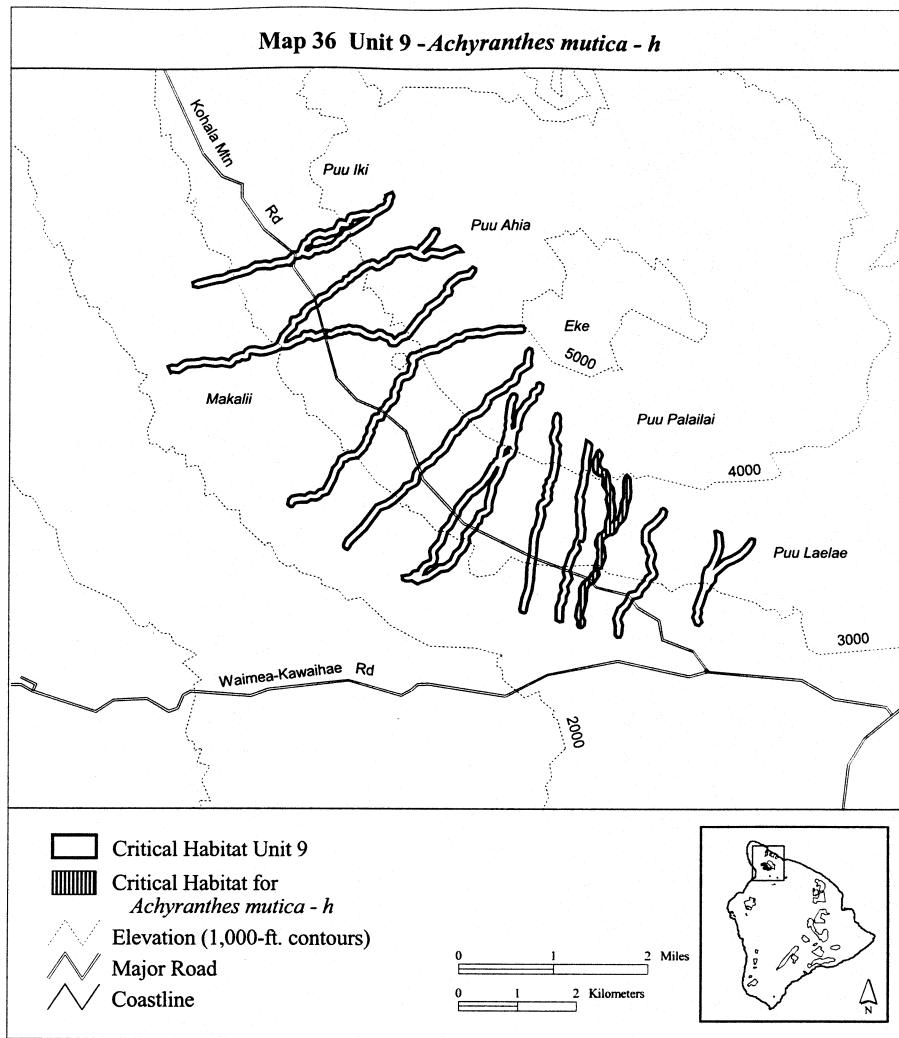 Map 36 Unit 9 - Achyranthes mutica - h
Kohala Mtn
Rd
Puu Iki
Puu Ahia
Eke
5000
Makalii
Puu Palailai
4000
Puu Laelae
3000
Waimea-Kawaihae Rd
2000
Critical Habitat Unit 9
Critical Habitat for
Achyranthes mutica - h
Elevation (1,000-ft. contours)
Major Road
Coastline
0 1 2 Miles
0 1 2 Kilometers
N